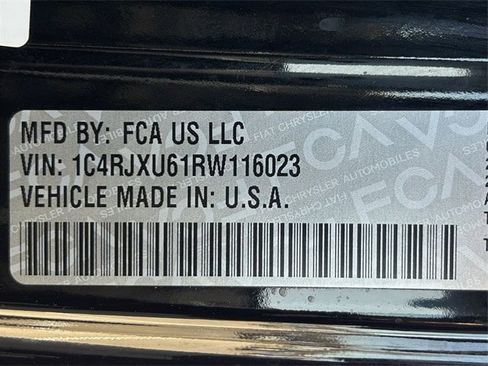 MFD BY: FCA US LLC
VIN: 1C4RJXU61RW116023
VEHICLE MADE IN: U.S.A.